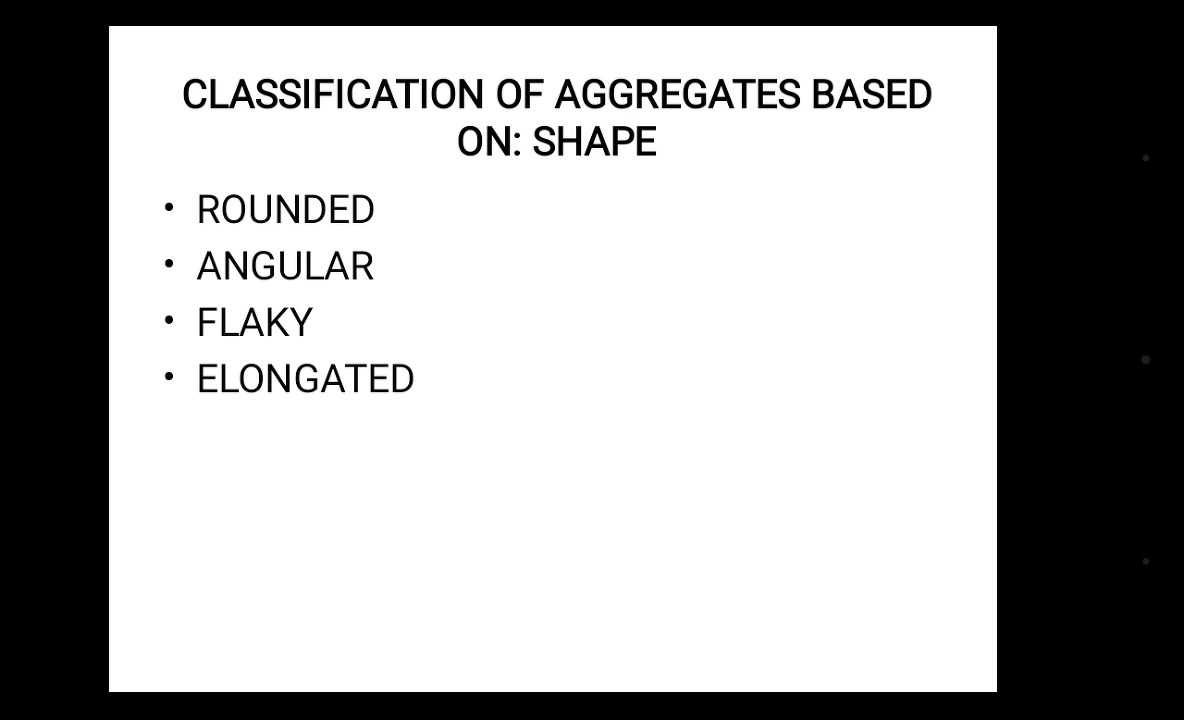 CLASSIFICATION OF AGGREGATES BASED
ON: SHAPE
• ROUNDED
• ANGULAR
• FLAKY
• ELONGATED